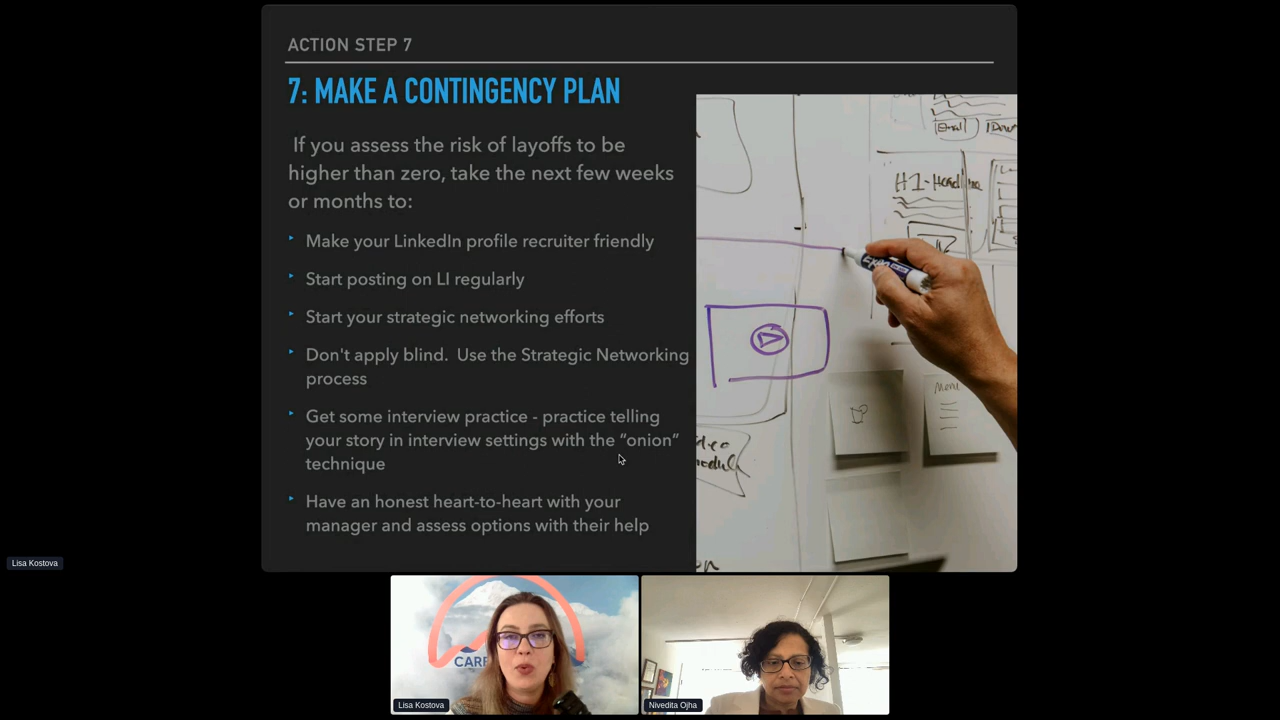 ACTION STEP 7
7: MAKE A CONTINGENCY PLAN
If you assess the risk of layoffs to be
higher than zero, take the next few weeks
or months to:
Make your LinkedIn profile recruiter friendly
Start posting on LI regularly
Start your strategic networking efforts
Don't apply blind. Use the Strategic Networking
process
Get some interview practice - practice telling
your story in interview settings with the “onion”
technique
Have an honest heart-to-heart with your
manager and assess options with their help
H1-Headline
EXPO
Menu
Lisa Kostova
Lisa Kostova
Nivedita Ojha